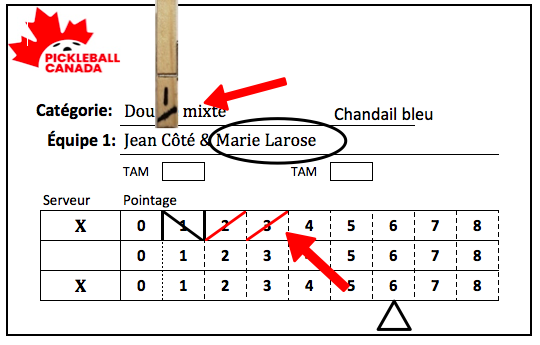 PICKLEBALL
CANADA
Catégorie: Dou mixte Chandail bleu
Équipe 1: Jean Côté & Marie Larose
TAM TAM
Serveur Pointage
X 0 1 2 3 4 5 6 7 8
0 1 2 3 5 6 7 8
X 0 1 2 3 4 5 6 7 8